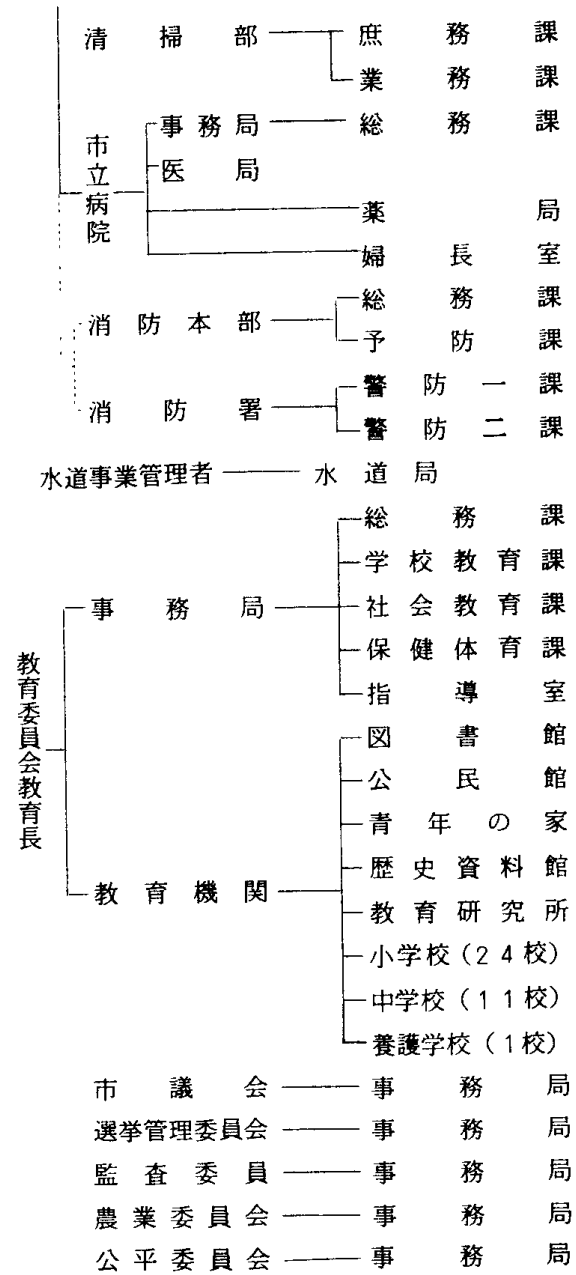 清掃部 庶務課
業務課
市立病院 事務局 総務課
医局
薬局
婦長室
消防本部 総務課
予防課
消防署 警防一課
警防二課
水道事業管理者 水道局
教育委員会教育長
事務局 総務課
学校教育課
社会教育課
保健体育課
指導室
教育機関 図書館
公民館
青年の家
歴史資料館
教育研究所
小学校(24校)
中学校(11校)
養護学校(1校)
市議会 事務局
選挙管理委員会 事務局
監査委員 事務局
農業委員会 事務局
公平委員会 事務局